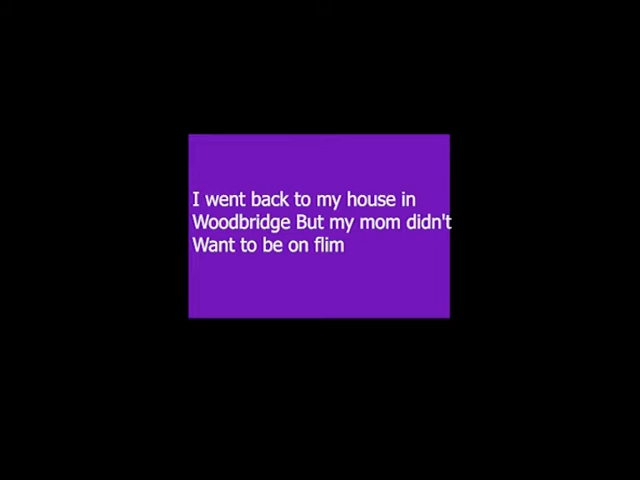 I went back to my house in
Woodbridge But my mom didn't
Want to be on flim